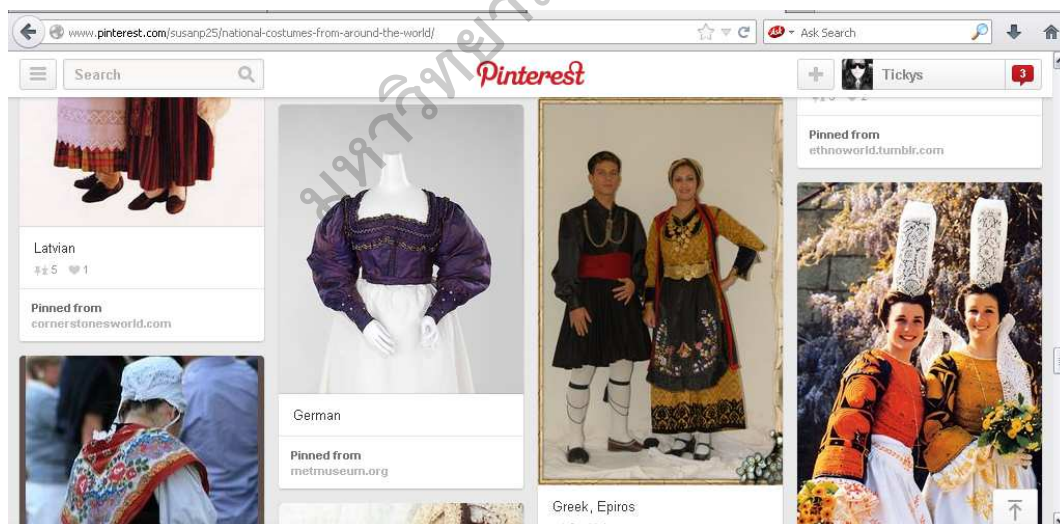 www.pinterest.com/susanp25/national-costumes-from-around-the-world/
Ask Search
Search
Pinterest
Tickys
3
Latvian
5 1
Pinned from
cornerstonesworld.com
German
Pinned from
metmuseum.org
Greek, Epiros
Pinned from
ethnoworld.tumblr.com